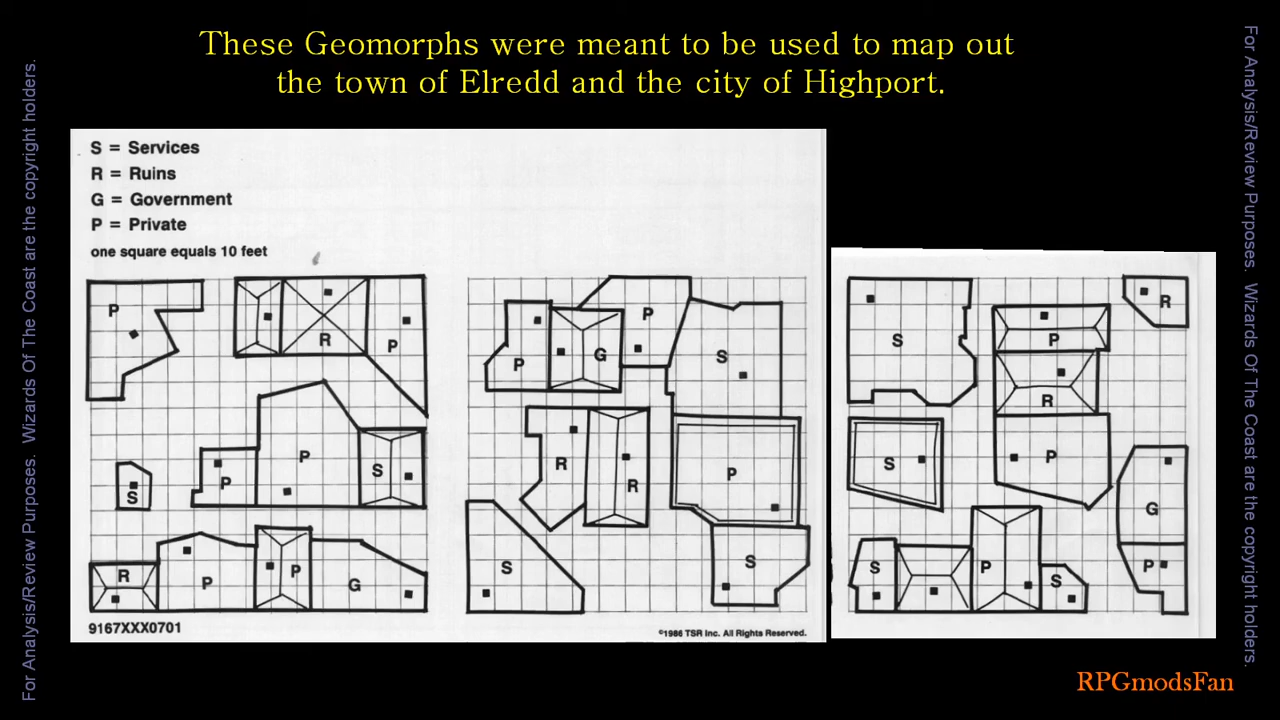 These Geomorphs were meant to be used to map out
the town of Elredd and the city of Highport.
For Analysis/Review Purposes. Wizards Of The Coast are the copyright holders.
For Analysis/Review Purposes. Wizards Of The Coast are the copyright holders.
S = Services
R = Ruins
G = Government
P = Private
one square equals 10 feet
P
R
P
S
P
P
S
R
P
P
G
P
G
P
S
R
R
P
S
S
S
R
P
R
S
P
G
P
S
P
S
9167XXX0701
©1986 TSR Inc. All Rights Reserved.
RPGmodsFan